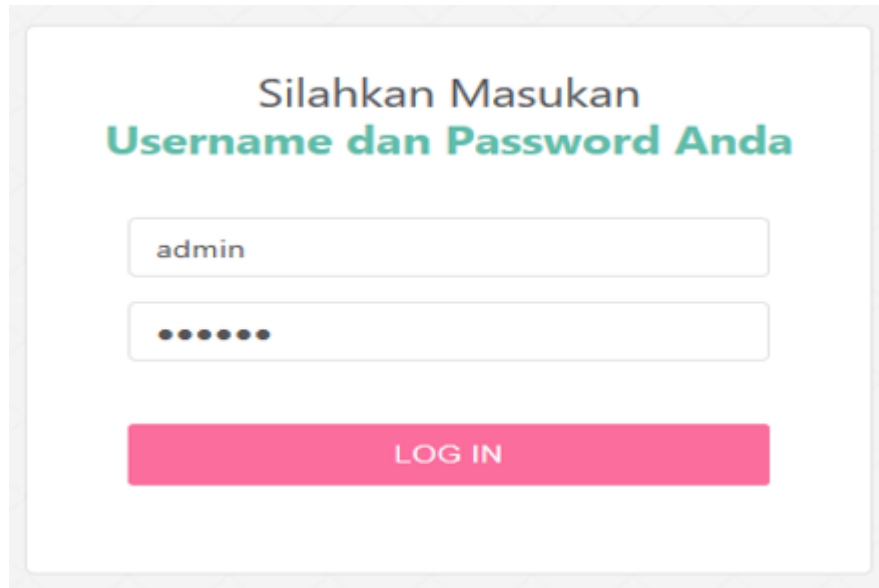 Silahkan Masukan
Username dan Password Anda
admin
••••••
LOG IN